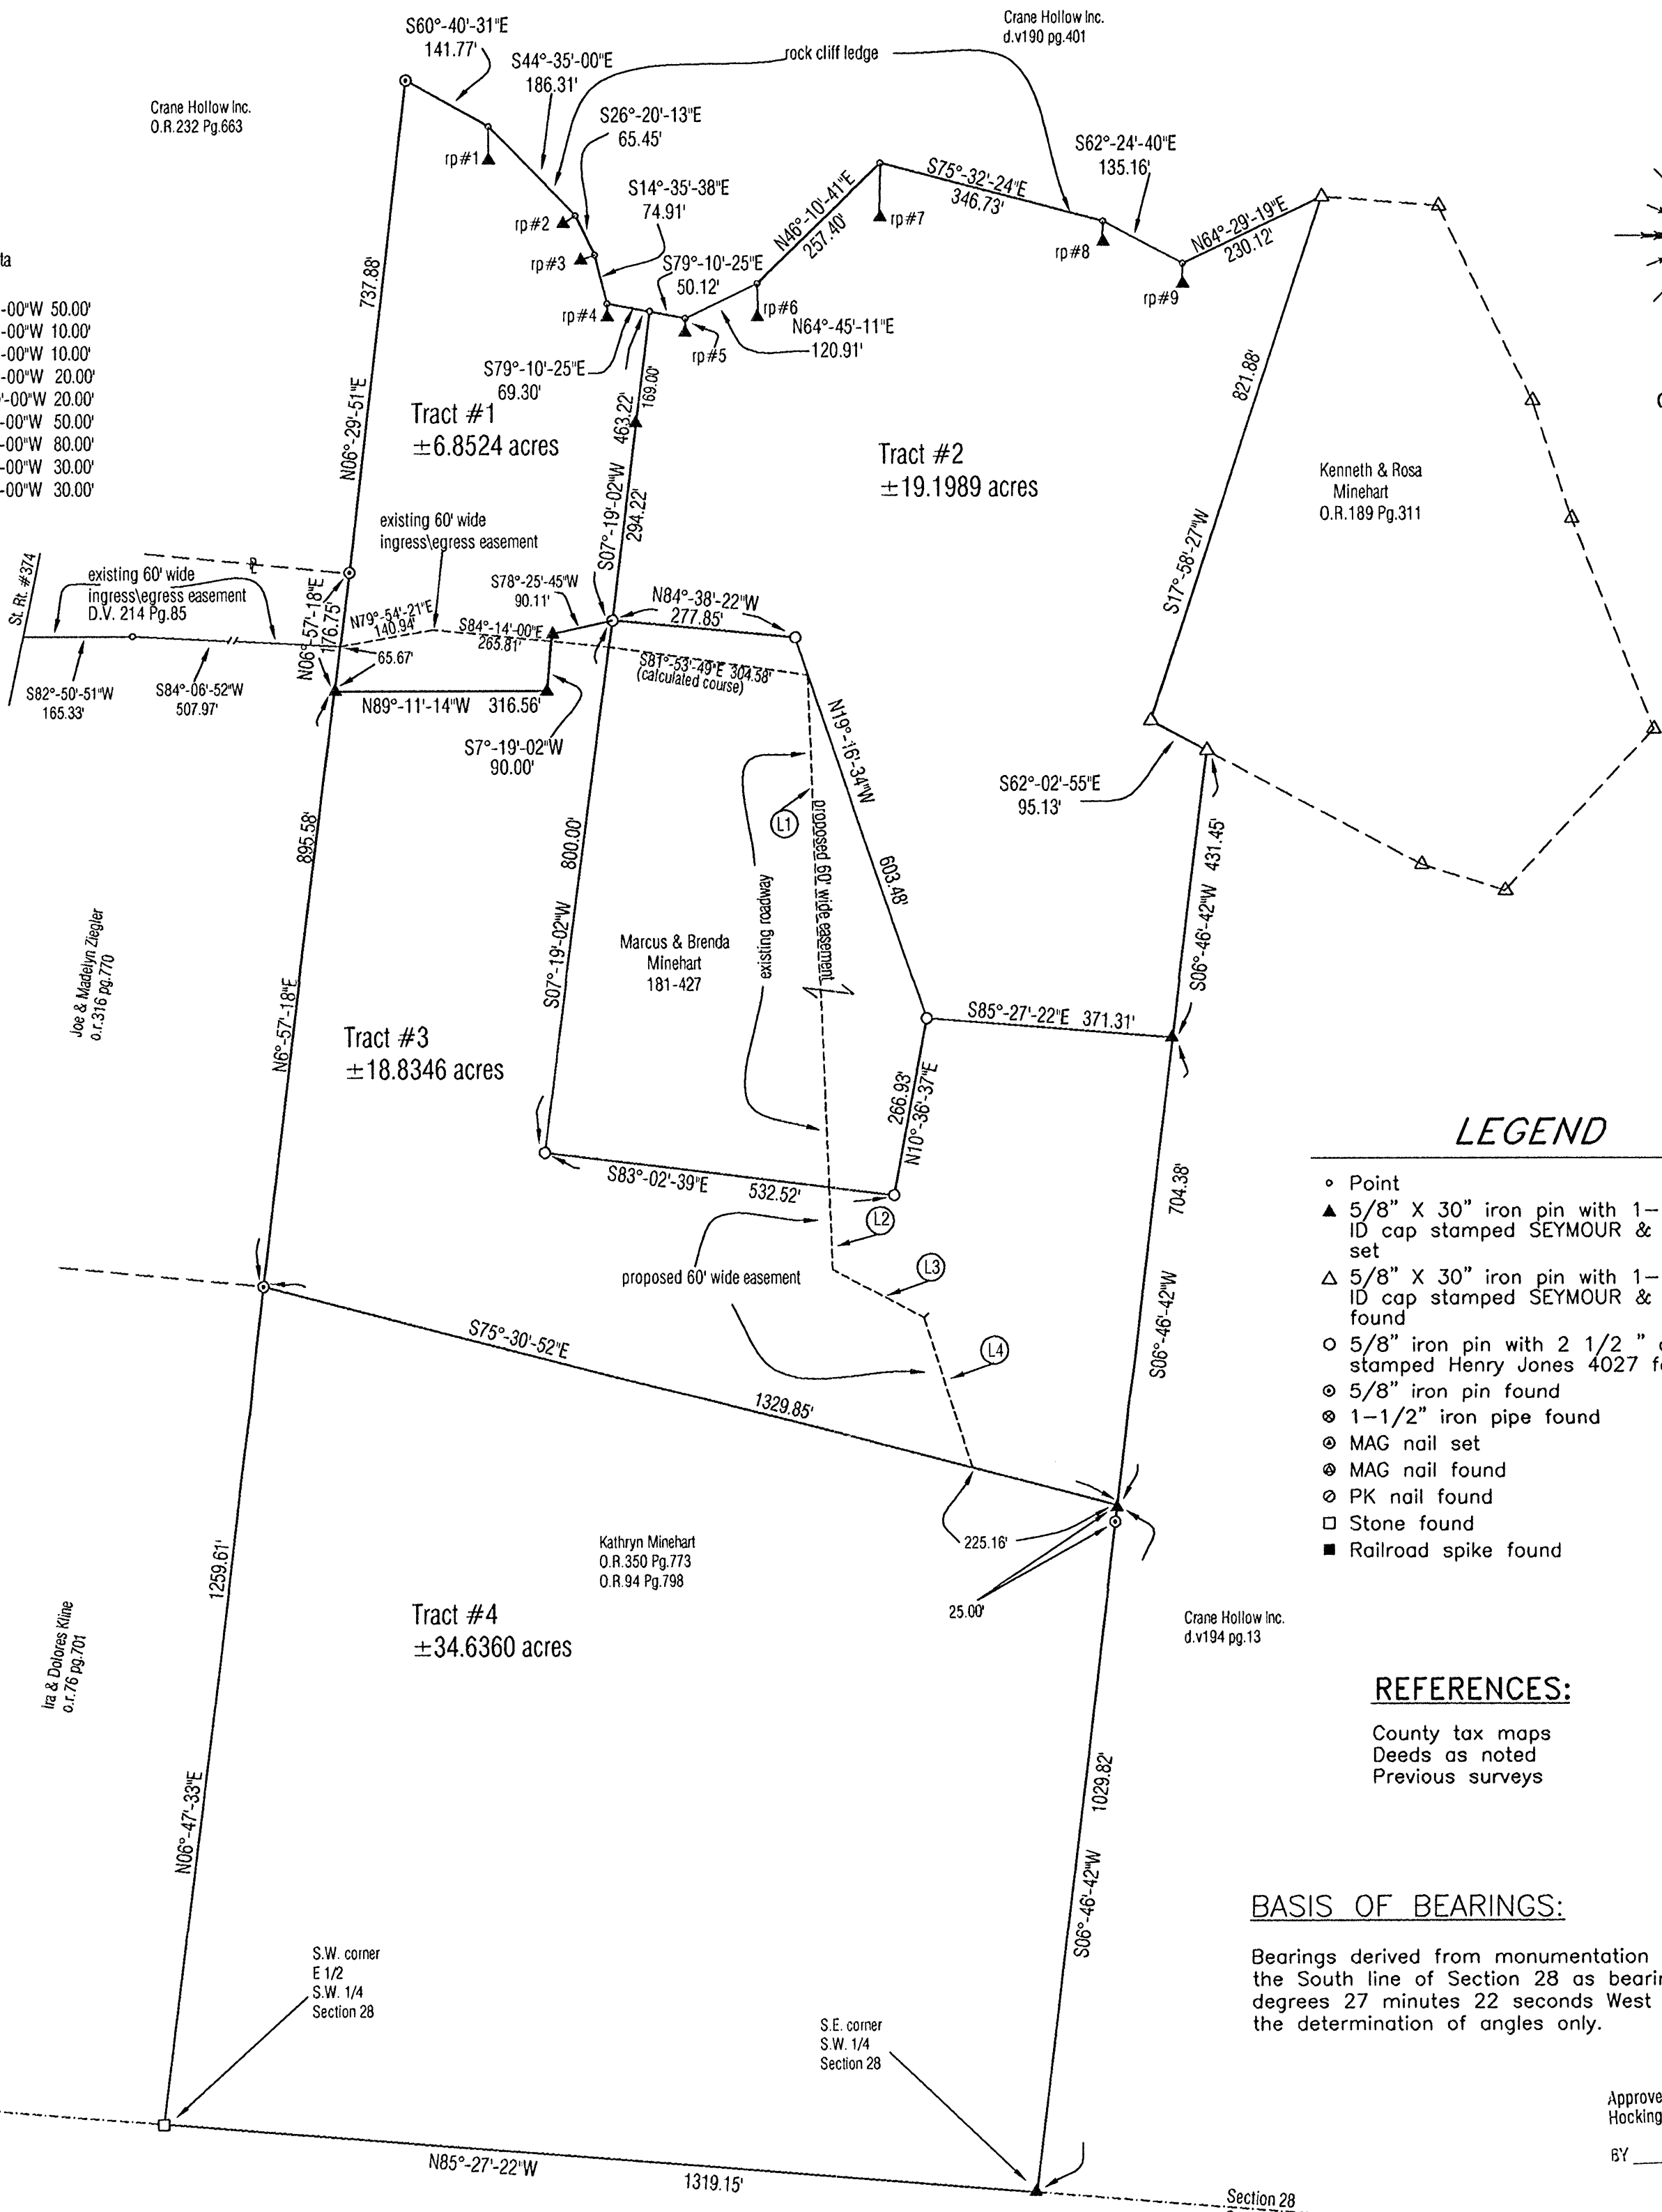 S60°-40'-31"E
141.77'
S44°-35'-00"E
186.31'
rock cliff ledge
Crane Hollow Inc.
d.v190 pg.401
Crane Hollow Inc.
O.R.232 Pg.663
S26°-20'-13"E
65.45'
S62°-24'-40"E
135.16'
rp#1
S14°-35'-38"E
74.91'
N46°-10'-41"E
257.40'
S75°-32'-24"E
346.73'
rp#7
rp#2
rp#8
N64°-29'-19"E
230.12'
rp#3
S79°-10'-25"E
50.12'
rp#9
rp#4
rp#6
rp#5
N64°-45'-11"E
120.91'
S79°-10'-25"E
69.30'
ta
-00"W 50.00'
-00"W 10.00'
-00"W 10.00'
-00"W 20.00'
'-00"W 20.00'
-00"W 50.00'
-00"W 80.00'
-00"W 30.00'
-00"W 30.00'
737.88'
N06°-29'-51"E
Tract #1
±6.8524 acres
169.00'
463.22'
S07°-19'-02"W
294.22'
Tract #2
±19.1989 acres
821.88'
S17°-58'-27"W
Kenneth & Rosa
Minehart
O.R.189 Pg.311
existing 60' wide
ingress\egress easement
St. Rt. #374
existing 60' wide
ingress\egress easement
D.V. 214 Pg.85
N06°-57'-18"E
176.75'
N79°-54'-21"E
140.94'
S78°-25'-45"W
90.11'
S84°-14'-00"E
265.81'
N84°-38'-22"W
277.85'
S81°-53'-49"E 304.58'
(calculated course)
65.67'
S82°-50'-51"W
165.33'
S84°-06'-52"W
507.97'
N89°-11'-14"W 316.56'
S7°-19'-02"W
90.00'
N19°-16'-34"W
603.48'
S62°-02'-55"E
95.13'
L1
proposed 60' wide easement
existing roadway
895.58'
N6°-57'-18"E
800.00'
S07°-19'-02"W
431.45'
S06°-46'-42"W
Joe & Madelyn Ziegler
o.r.316 pg.770
Marcus & Brenda
Minehart
181-427
Tract #3
±18.8346 acres
S85°-27'-22"E 371.31'
266.93'
N10°-36'-37"E
S83°-02'-39"E 532.52'
704.38'
S06°-46'-42"W
L2
L3
proposed 60' wide easement
L4
S75°-30'-52"E
1329.85'
225.16'
25.00'
LEGEND
Point
5/8" X 30" iron pin with 1-
ID cap stamped SEYMOUR &
set
5/8" X 30" iron pin with 1-
ID cap stamped SEYMOUR &
found
5/8" iron pin with 2 1/2 "
stamped Henry Jones 4027 f
5/8" iron pin found
1-1/2" iron pipe found
MAG nail set
MAG nail found
PK nail found
Stone found
Railroad spike found
Kathryn Minehart
O.R.350 Pg.773
O.R.94 Pg.798
1259.61'
N06°-47'-33"E
Ira & Dolores Kline
o.r.76 pg.701
Tract #4
±34.6360 acres
Crane Hollow Inc.
d.v194 pg.13
REFERENCES:
County tax maps
Deeds as noted
Previous surveys
1029.82'
S06°-46'-42"W
BASIS OF BEARINGS:
Bearings derived from monumentation
the South line of Section 28 as beari
degrees 27 minutes 22 seconds West
the determination of angles only.
S.W. corner
E 1/2
S.W. 1/4
Section 28
S.E. corner
S.W. 1/4
Section 28
N85°-27'-22"W
1319.15'
Section 28
Approve
Hocking
BY